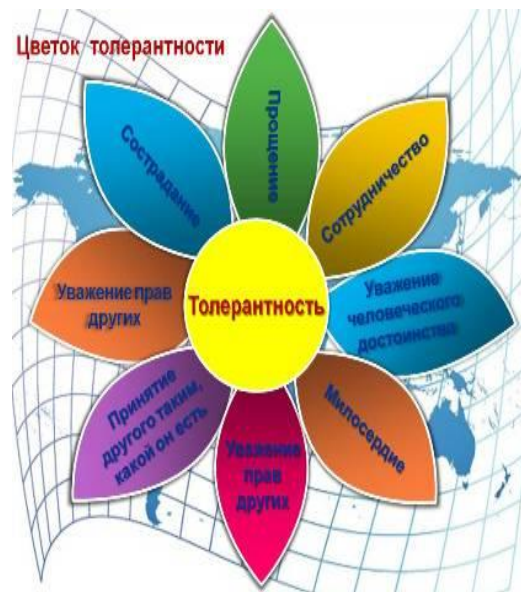 Цветок толерантности
Прощение
Сотрудничество
Уважение
человеческого
достоинства
Милосердие
Уважение
прав
других
Принятие
другого таким,
какой он есть
Уважение прав
других
Сострадание
Толерантность